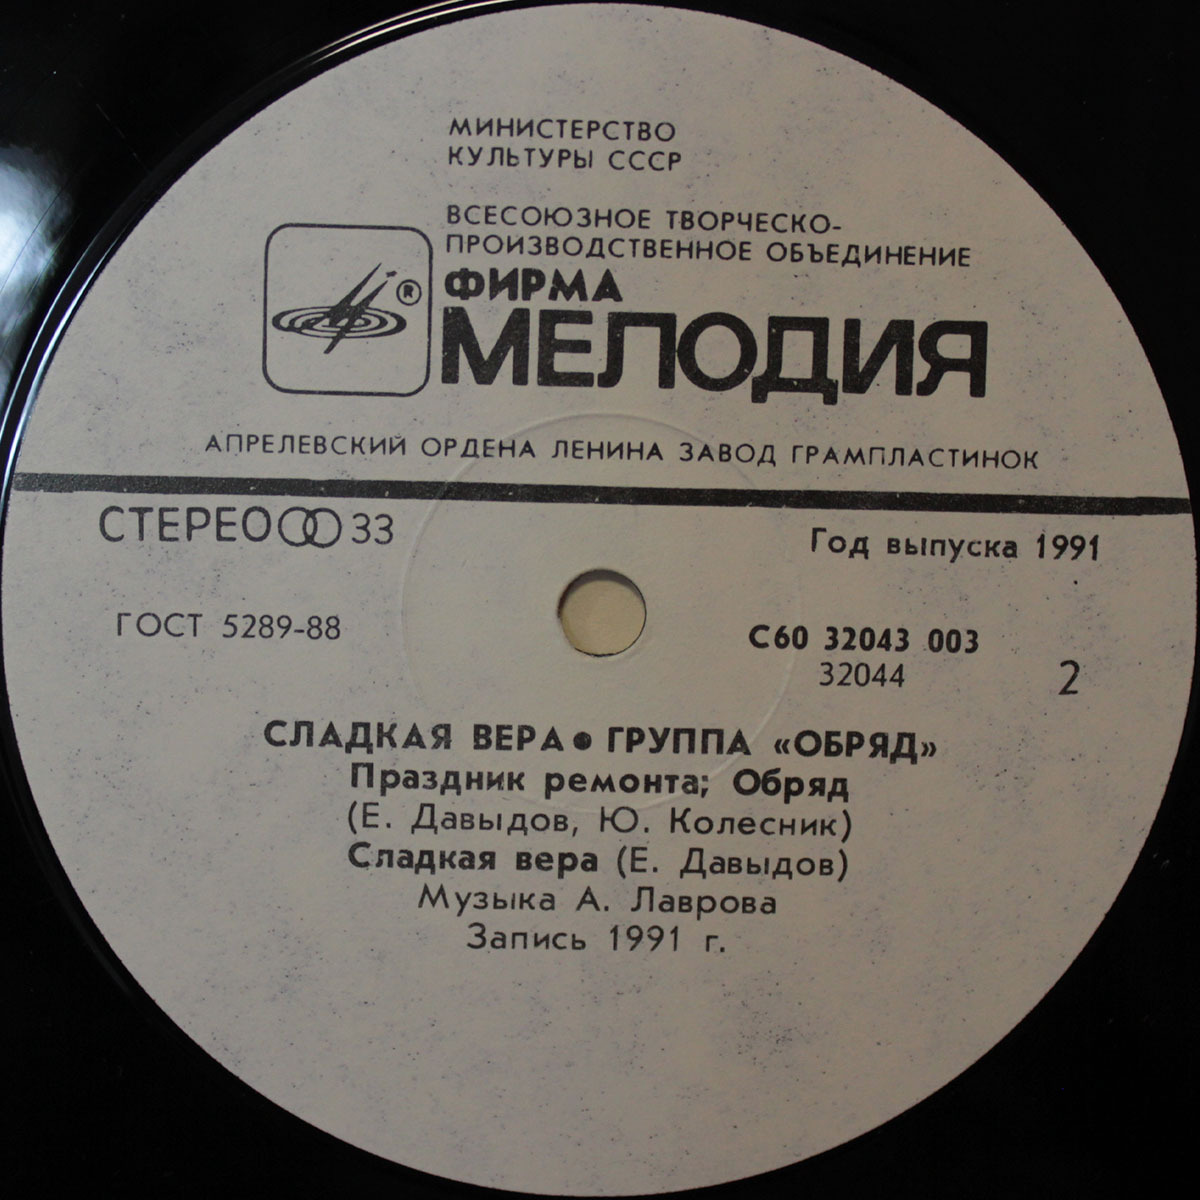 МИНИСТЕРСТВО
КУЛЬТУРЫ СССР
ВСЕСОЮЗНОЕ ТВОРЧЕСКО-
ПРОИЗВОДСТВЕННОЕ ОБЪЕДИНЕНИЕ
®
ФИРМА
МЕЛОДИЯ
АПРЕЛЕВСКИЙ ОРДЕНА ЛЕНИНА ЗАВОД ГРАМПЛАСТИНОК
СТЕРЕО 33
Год выпуска 1991
ГОСТ 5289-88
С60 32043 003
32044
2
СЛАДКАЯ ВЕРА • ГРУППА «ОБРЯД»
Праздник ремонта; Обряд
(Е. Давыдов, Ю. Колесник)
Сладкая вера (Е. Давыдов)
Музыка А. Лаврова
Запись 1991 г.